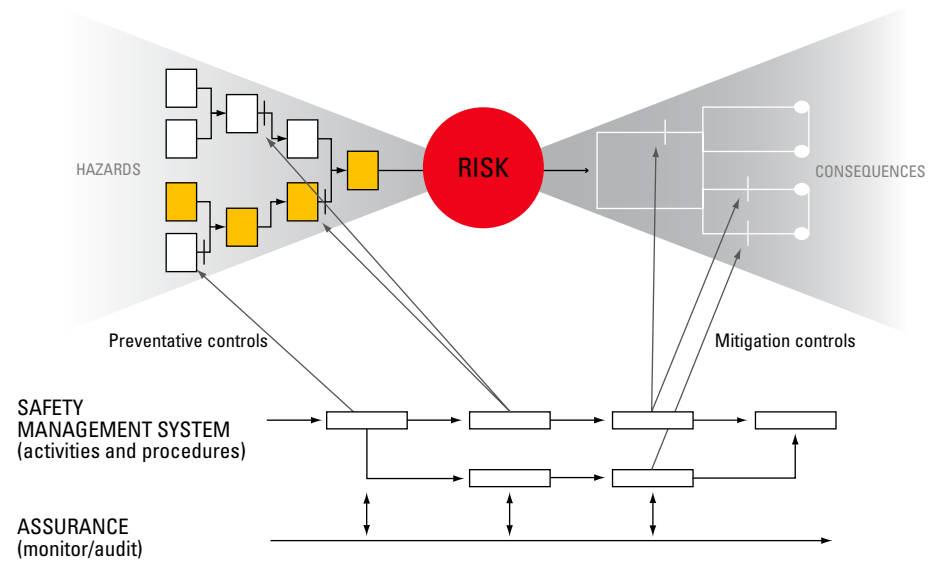 HAZARDS
RISK
CONSEQUENCES
Preventative controls
Mitigation controls
SAFETY
MANAGEMENT SYSTEM
(activities and procedures)
ASSURANCE
(monitor/audit)